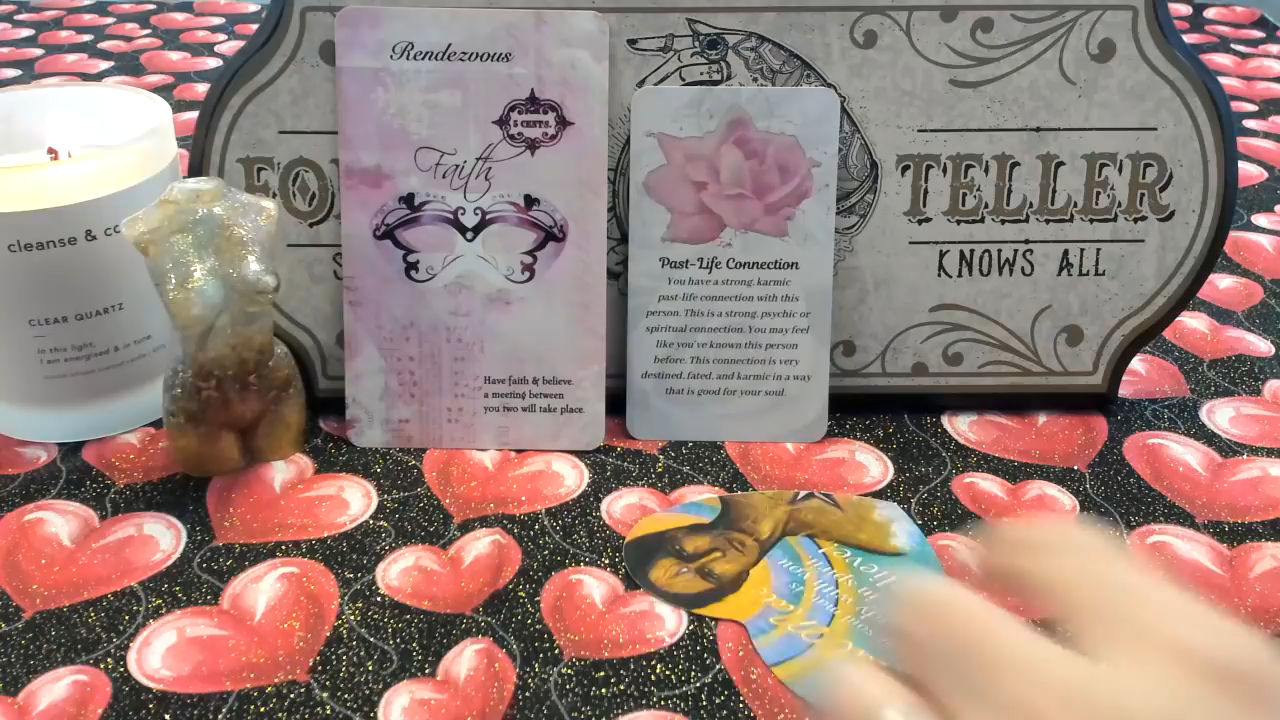 Rendezvous
5 CENTS.
Faith
Have faith & believe.
a meeting between
you two will take place.
Past-Life Connection
You have a strong, karmic
past-life connection with this
person. This is a strong, psychic or
spiritual connection. You may feel
like you've known this person
before. This connection is very
destined, fated, and karmic in a way
that is good for your soul.
TELLER
KNOWS ALL
cleanse & co
CLEAR QUARTZ
In this light,
I am energised & in tune.